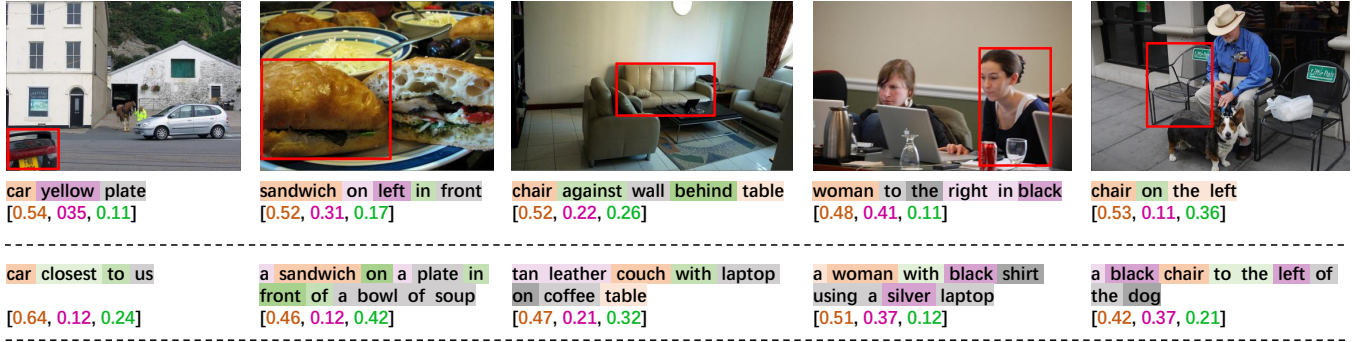 car yellow plate
[0.54, 035, 0.11]
sandwich on left in front
[0.52, 0.31, 0.17]
chair against wall behind table
[0.52, 0.22, 0.26]
woman to the right in black
[0.48, 0.41, 0.11]
chair on the left
[0.53, 0.11, 0.36]
car closest to us
[0.64, 0.12, 0.24]
a sandwich on a plate in
front of a bowl of soup
[0.46, 0.12, 0.42]
tan leather couch with laptop
on coffee table
[0.47, 0.21, 0.32]
a woman with black shirt
using a silver laptop
[0.51, 0.37, 0.12]
a black chair to the left of
the dog
[0.42, 0.37, 0.21]